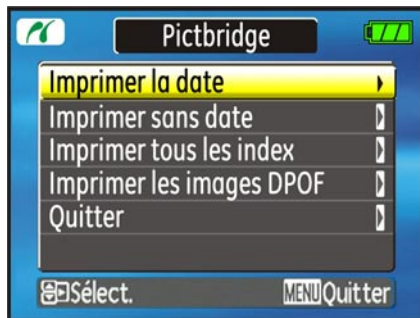 Pictbridge
Imprimer la date
Imprimer sans date
Imprimer tous les index
Imprimer les images DPOF
Quitter
Sélect. MENU Quitter